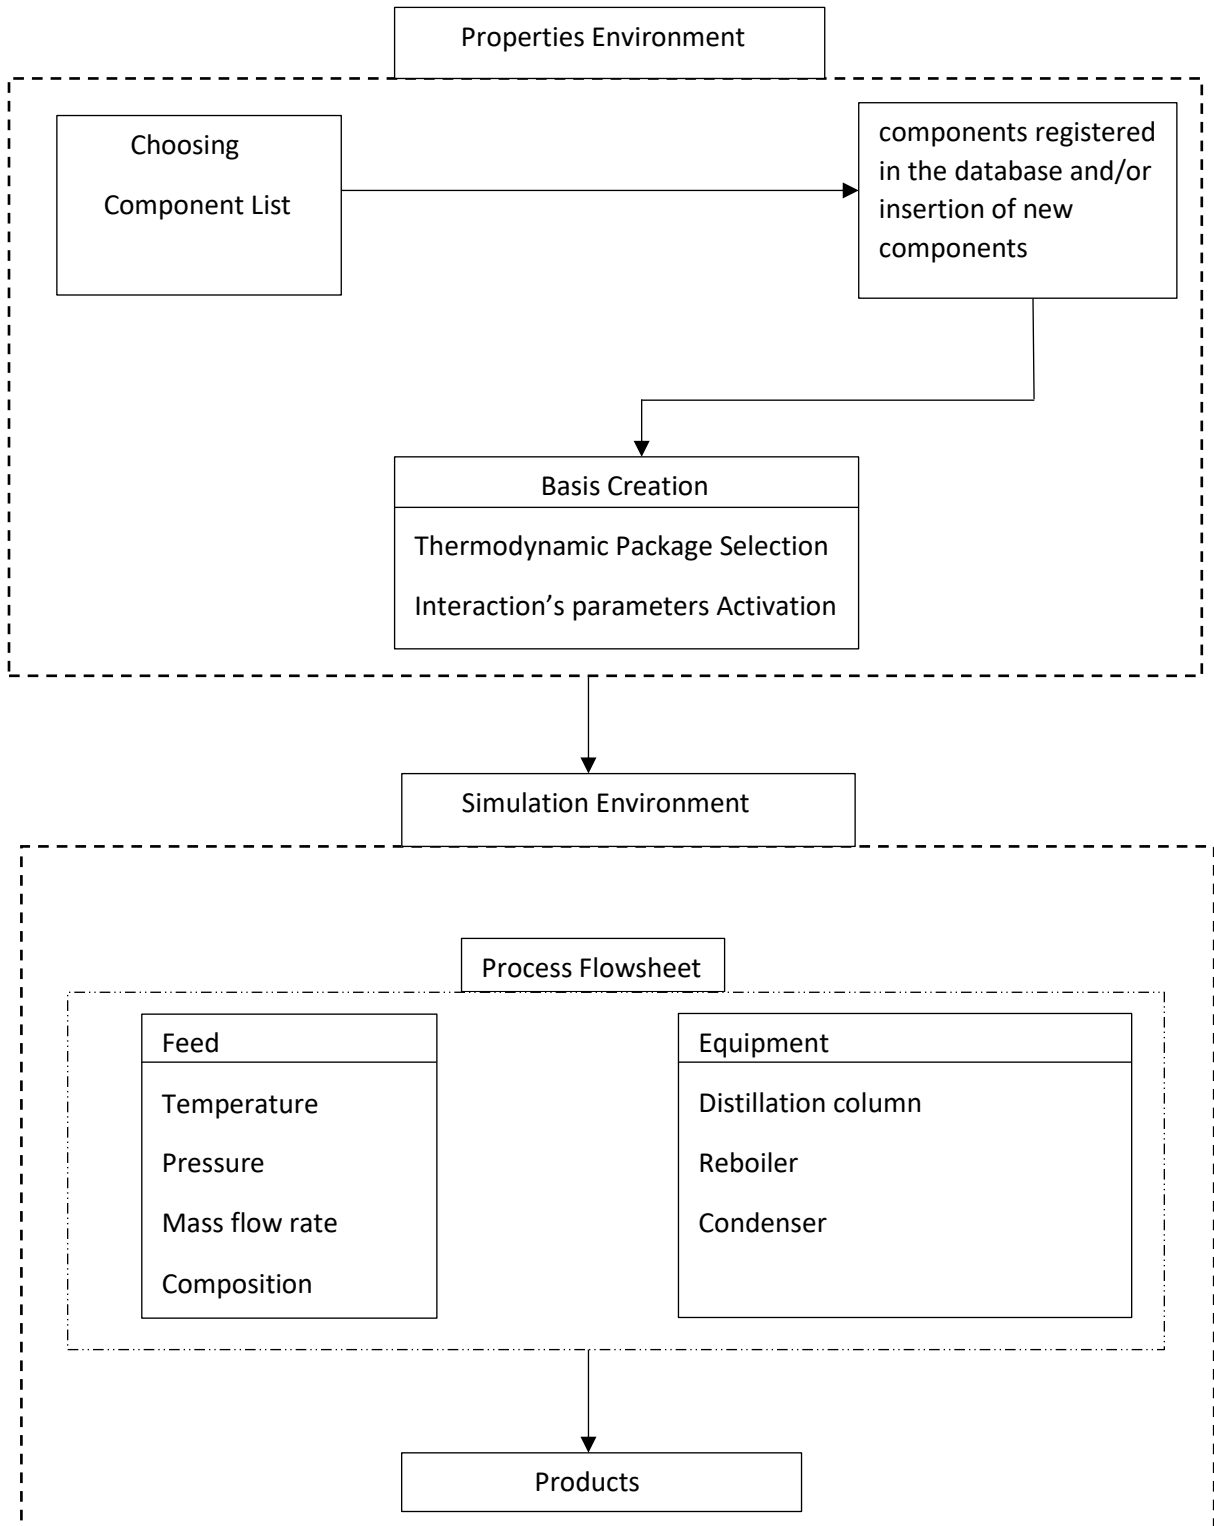 Properties Environment
Choosing
Component List
components registered
in the database and/or
insertion of new
components
Basis Creation
Thermodynamic Package Selection
Interaction’s parameters Activation
Simulation Environment
Process Flowsheet
Feed
Temperature
Pressure
Mass flow rate
Composition
Equipment
Distillation column
Reboiler
Condenser
Products